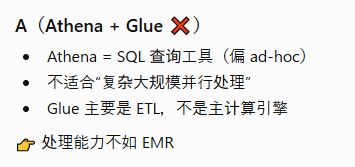 A（Athena + Glue ❌）
• Athena = SQL 查询工具（偏 ad-hoc）
• 不适合“复杂大规模并行处理”
• Glue 主要是 ETL，不是主计算引擎
👉 处理能力不如 EMR